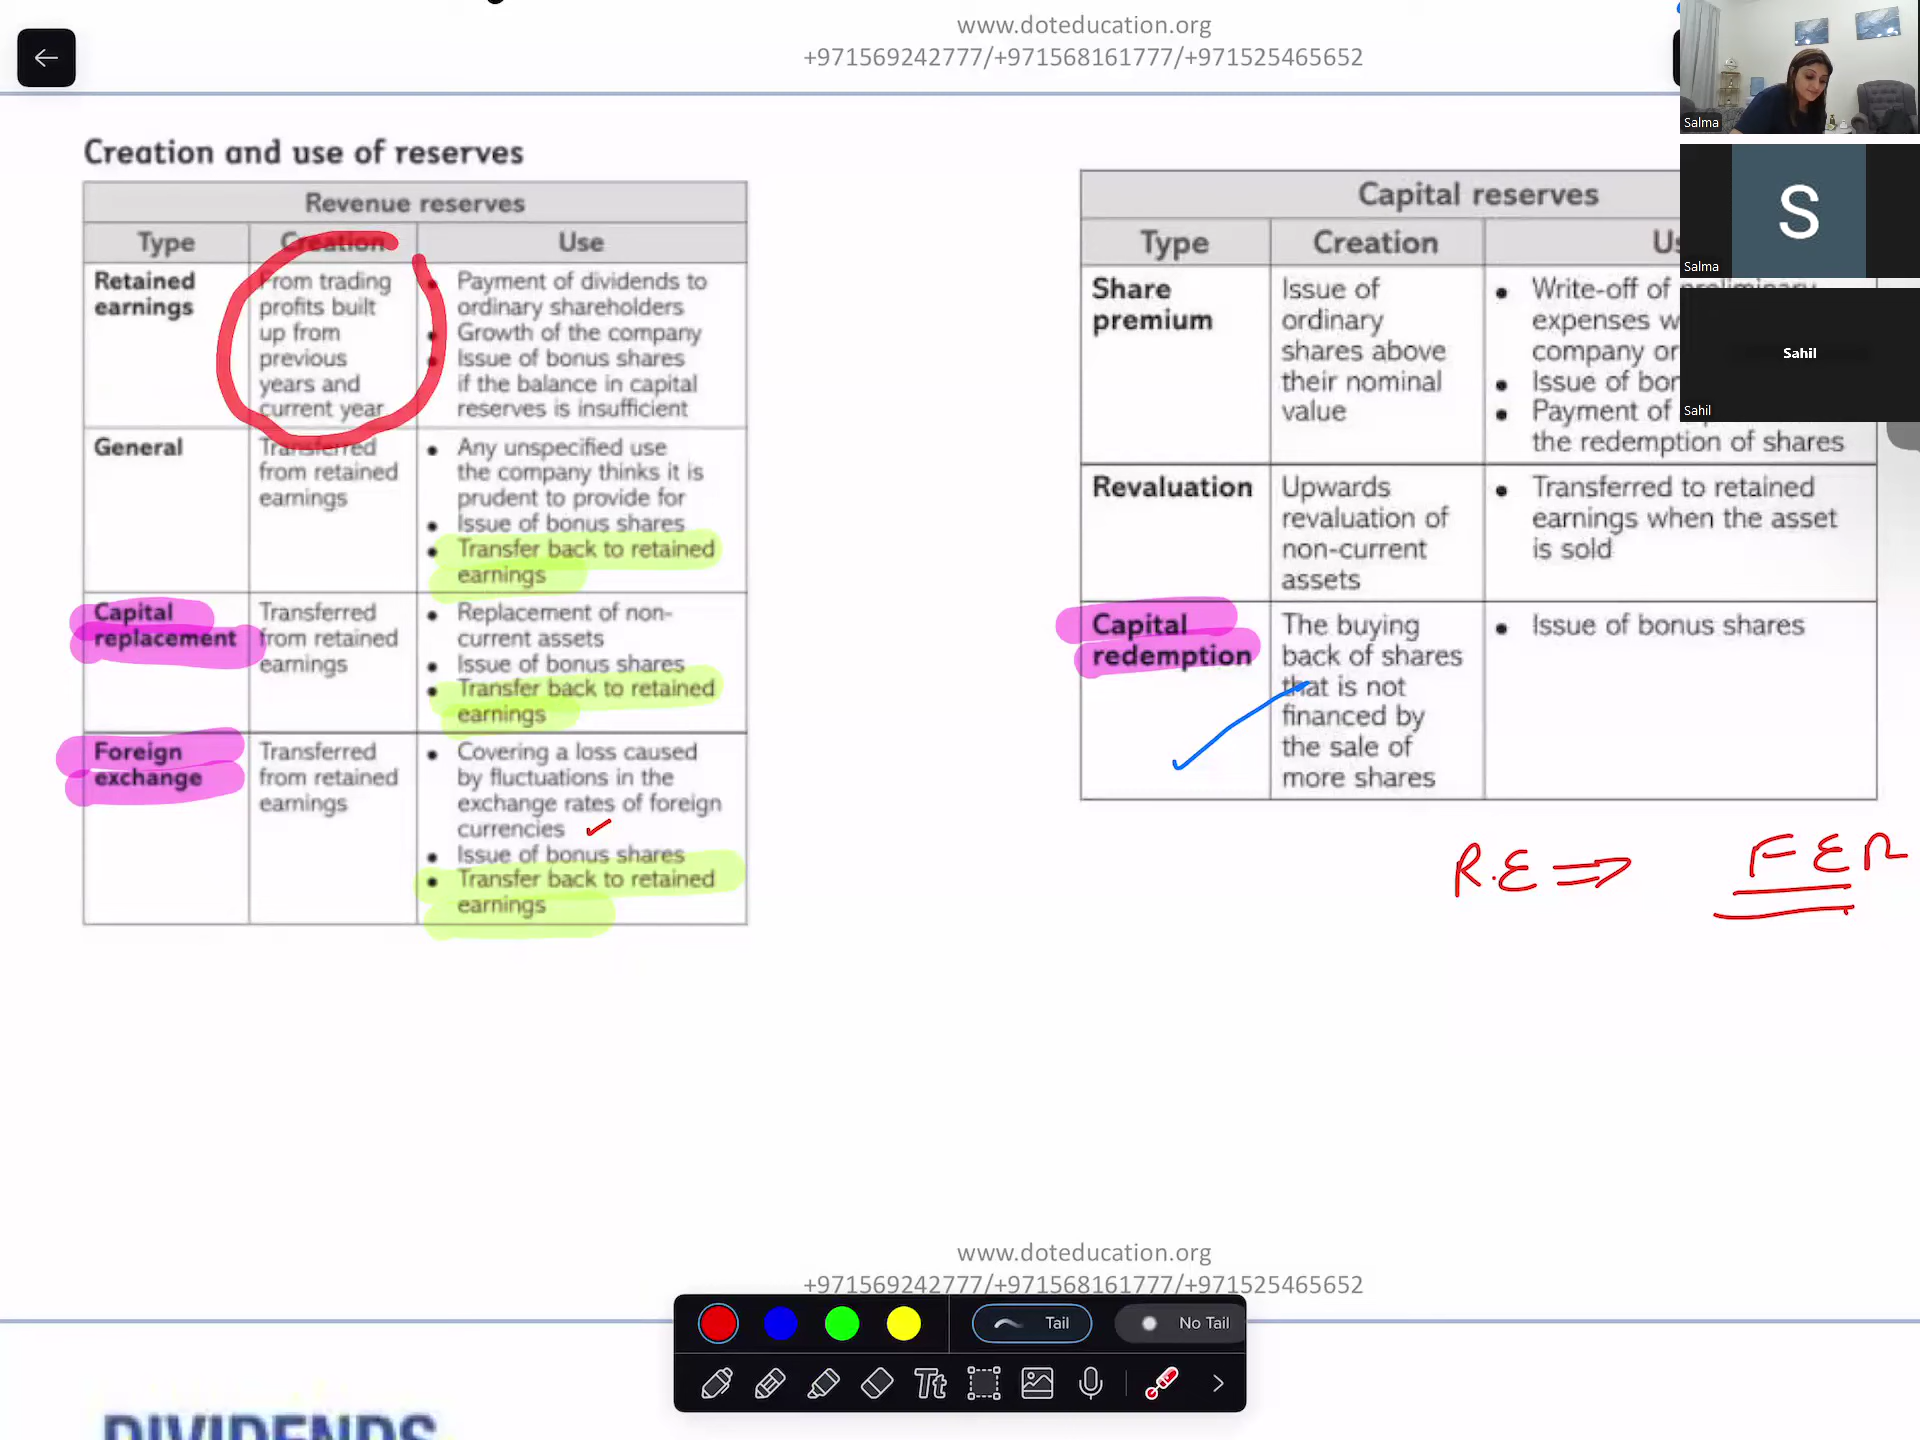 www.doteducation.org
+971569242777/+971568161777/+971525465652
Creation and use of reserves
Revenue reserves
Type Creation Use
Retained earnings
From trading profits built up from previous years and current year
• Payment of dividends to ordinary shareholders
• Growth of the company
• Issue of bonus shares if the balance in capital reserves is insufficient
General
Transferred from retained earnings
• Any unspecified use the company thinks it is prudent to provide for
• Issue of bonus shares
• Transfer back to retained earnings
Capital replacement
Transferred from retained earnings
• Replacement of non-current assets
• Issue of bonus shares
• Transfer back to retained earnings
Foreign exchange
Transferred from retained earnings
• Covering a loss caused by fluctuations in the exchange rates of foreign currencies
• Issue of bonus shares
• Transfer back to retained earnings
Capital reserves
Type Creation
Share premium
Issue of ordinary shares above their nominal value
• Write-off of preliminary
expenses
company or
• Issue of
• Payment of
the redemption of shares
Revaluation
Upwards revaluation of non-current assets
• Transferred to retained earnings when the asset is sold
Capital redemption
The buying back of shares that is not financed by the sale of more shares
• Issue of bonus shares
R.E ⇒ FER
Salma
S
Salma
Sahil
Sahil
www.doteducation.org
+971569242777/+971568161777/+971525465652
Tail
No Tail
Tt
DIVIDENDS